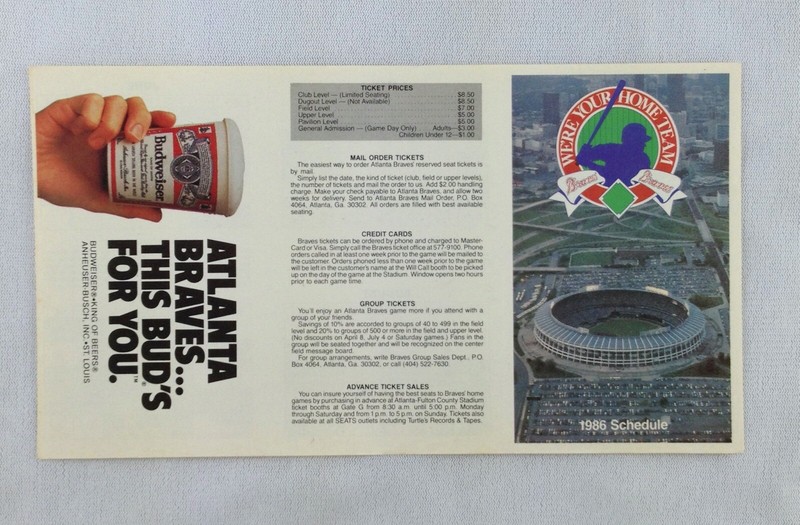 Budweiser
ATLANTA
BRAVES...
THIS BUD'S
FOR YOU.™
BUDWEISER®•KING OF BEERS®
ANHEUSER-BUSCH, INC.•ST. LOUIS
TICKET PRICES
Club Level — (Limited Seating) $8.50
Dugout Level — (Not Available) $8.50
Field Level $7.00
Upper Level $5.00
Pavilion Level $5.00
General Admission — (Game Day Only) Adults—$3.00
Children Under 12—$1.00
MAIL ORDER TICKETS
The easiest way to order Atlanta Braves' reserved seat tickets is
by mail.
Simply list the date, the kind of ticket (club, field or upper levels),
the number of tickets and mail the order to us. Add $2.00 handling
charge. Make your check payable to Atlanta Braves, and allow two
weeks for delivery. Send to Atlanta Braves Mail Order, P.O. Box
4064, Atlanta, Ga. 30302. All orders are filled with best available
seating.
CREDIT CARDS
Braves tickets can be ordered by phone and charged to Master-
Card or Visa. Simply call the Braves ticket office at 577-9100. Phone
orders called in at least one week prior to the game will be mailed to
the customer. Orders phoned less than one week prior to the game
will be left in the customer's name at the Will Call booth to be picked
up on the day of the game at the Stadium. Window opens two hours
prior to each game time.
GROUP TICKETS
You'll enjoy an Atlanta Braves game more if you attend with a
group of your friends.
Savings of 10% are accorded to groups of 40 to 499 in the field
level and 20% to groups of 500 or more in the field and upper level.
(No discounts on April 8, July 4 or Saturday games.) Fans in the
group will be seated together and will be recognized on the center
field message board.
For group arrangements, write Braves Group Sales Dept., P.O.
Box 4064, Atlanta, Ga. 30302, or call (404) 522-7630.
ADVANCE TICKET SALES
You can insure yourself of having the best seats to Braves' home
games by purchasing in advance at Atlanta-Fulton County Stadium
ticket booths at Gate G from 8:30 a.m. until 5:00 p.m. Monday
through Saturday and from 1 p.m. to 5 p.m. on Sunday. Tickets also
available at all SEATS outlets including Turtle's Records & Tapes.
WE'RE YOUR HOME TEAM
Braves Braves
1986 Schedule